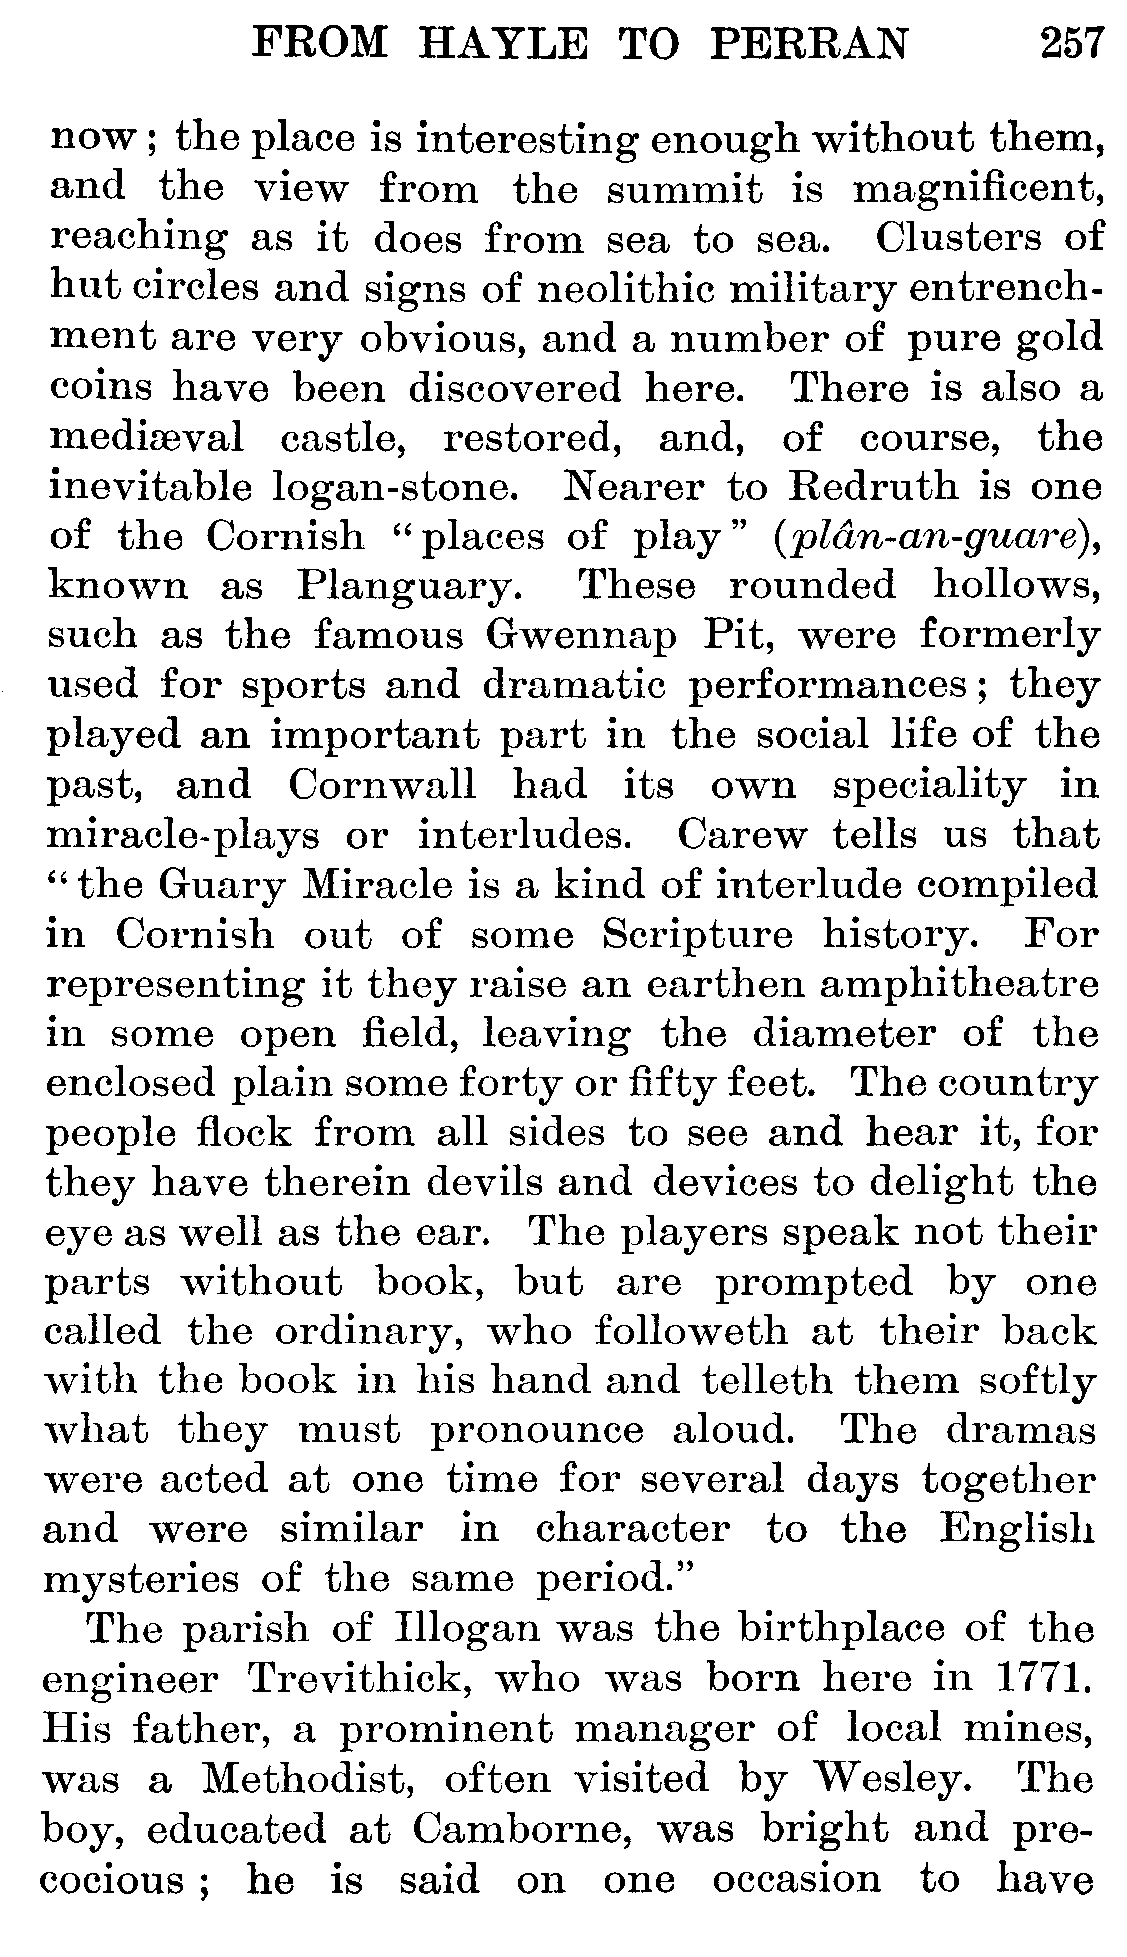 FROM HAYLE TO PERRAN 257
now; the place is interesting enough without them,
and the view from the summit is magnificent,
reaching as it does from sea to sea. Clusters of
hut circles and signs of neolithic military entrench-
ment are very obvious, and a number of pure gold
coins have been discovered here. There is also a
mediæval castle, restored, and, of course, the
inevitable logan-stone. Nearer to Redruth is one
of the Cornish “places of play” (plân-an-guare),
known as Planguary. These rounded hollows,
such as the famous Gwennap Pit, were formerly
used for sports and dramatic performances; they
played an important part in the social life of the
past, and Cornwall had its own speciality in
miracle-plays or interludes. Carew tells us that
“the Guary Miracle is a kind of interlude compiled
in Cornish out of some Scripture history. For
representing it they raise an earthen amphitheatre
in some open field, leaving the diameter of the
enclosed plain some forty or fifty feet. The country
people flock from all sides to see and hear it, for
they have therein devils and devices to delight the
eye as well as the ear. The players speak not their
parts without book, but are prompted by one
called the ordinary, who followeth at their back
with the book in his hand and telleth them softly
what they must pronounce aloud. The dramas
were acted at one time for several days together
and were similar in character to the English
mysteries of the same period.”
The parish of Illogan was the birthplace of the
engineer Trevithick, who was born here in 1771.
His father, a prominent manager of local mines,
was a Methodist, often visited by Wesley. The
boy, educated at Camborne, was bright and pre-
cocious; he is said on one occasion to have